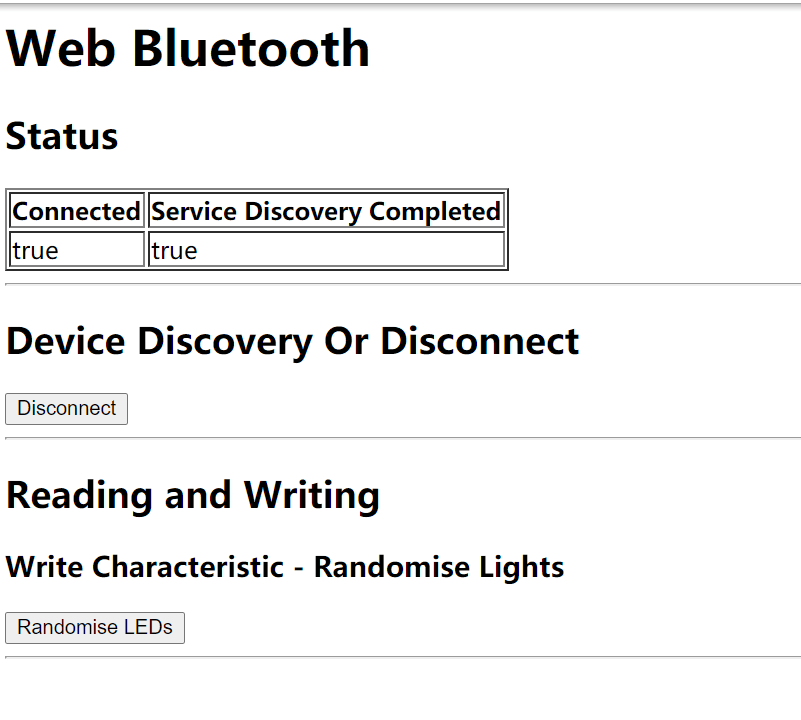 Web Bluetooth
Status
Connected Service Discovery Completed
true true
Device Discovery Or Disconnect
Disconnect
Reading and Writing
Write Characteristic - Randomise Lights
Randomise LEDs